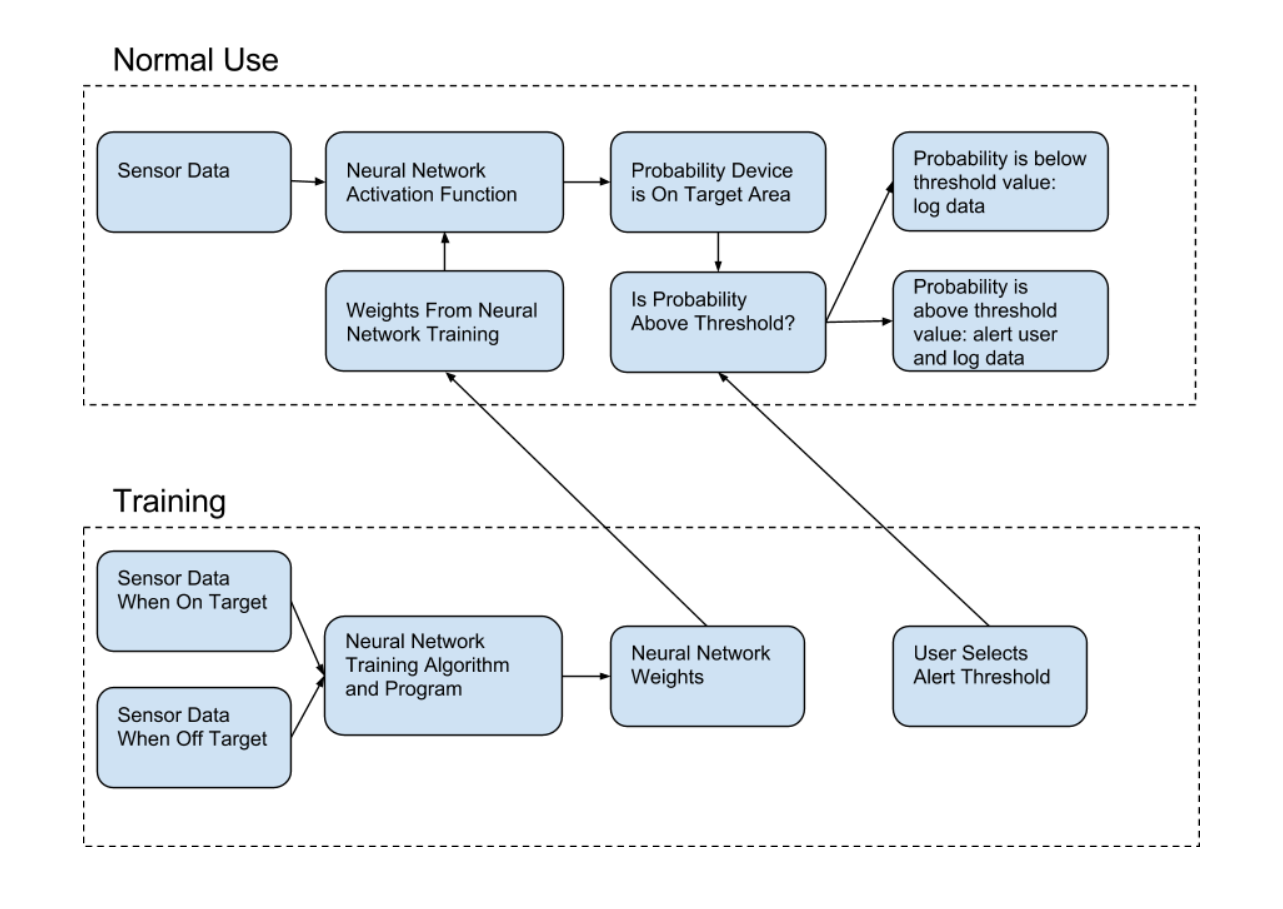 Normal Use
Sensor Data
Neural Network
Activation Function
Probability Device
is On Target Area
Probability is below
threshold value:
log data
Weights From Neural
Network Training
Is Probability
Above Threshold?
Probability is
above threshold
value: alert user
and log data
Training
Sensor Data
When On Target
Sensor Data
When Off Target
Neural Network
Training Algorithm
and Program
Neural Network
Weights
User Selects
Alert Threshold